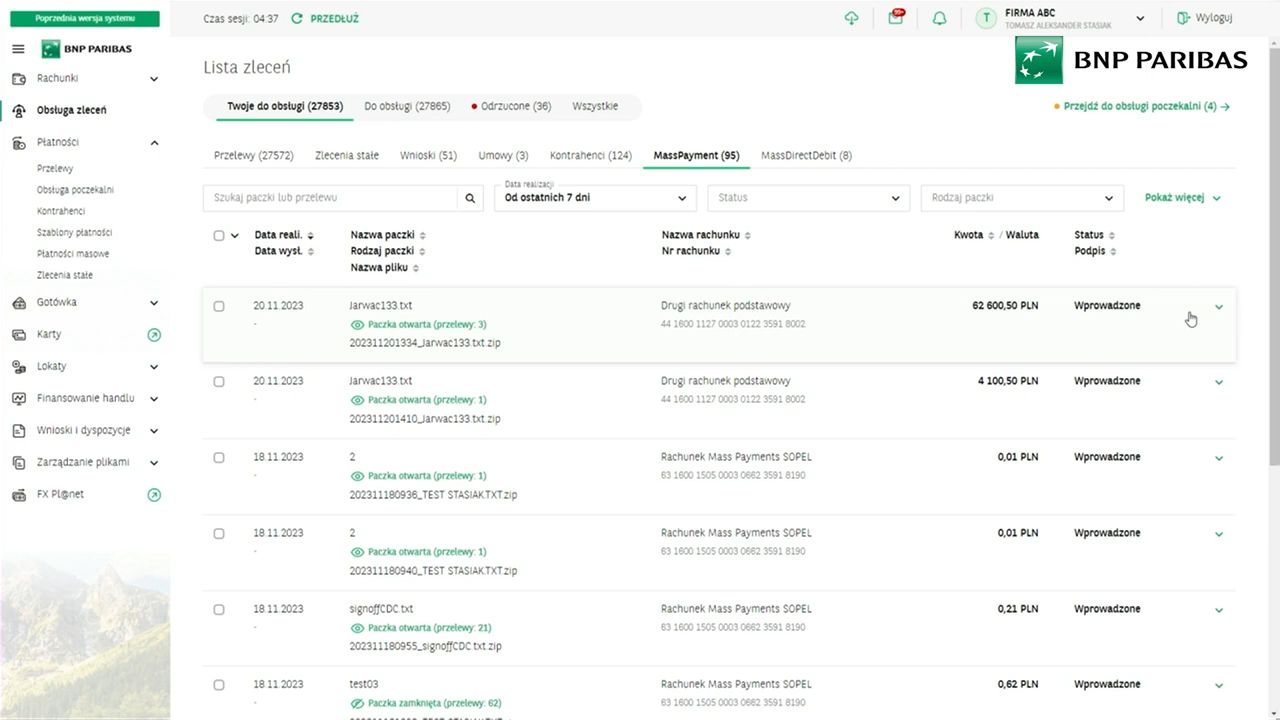 Poprzednia wersja systemu
Czas sesji: 04:37 PRZEDŁUŻ
99+
T
FIRMA ABC
TOMASZ ALEKSANDER STASIAK
Wyloguj
BNP PARIBAS
BNP PARIBAS
Rachunki
Obsługa zleceń
Płatności
Przelewy
Obsługa poczekalni
Kontrahenci
Szablony płatności
Płatności masowe
Zlecenia stałe
Gotówka
Karty
Lokaty
Finansowanie handlu
Wnioski i dyspozycje
Zarządzanie plikami
FX Pl@net
Lista zleceń
Twoje do obsługi (27853) Do obsługi (27865) Odrzucone (36) Wszystkie
Przejdź do obsługi poczekalni (4)
Przelewy (27572) Zlecenia stałe Wnioski (51) Umowy (3) Kontrahenci (124) MassPayment (95) MassDirectDebit (8)
Szukaj paczki lub przelewu
Data realizacji
Od ostatnich 7 dni
Status
Rodzaj paczki
Pokaż więcej
Data reali. Nazwa paczki Nazwa rachunku Kwota / Waluta Status
Data wysł. Rodzaj paczki Nr rachunku Podpis
Nazwa pliku
20.11.2023 Jarwac133.txt Drugi rachunek podstawowy 62 600,50 PLN Wprowadzone
- Paczka otwarta (przelewy: 3) 44 1600 1127 0003 0122 3591 8002
202311201334_Jarwac133.txt.zip
20.11.2023 Jarwac133.txt Drugi rachunek podstawowy 4 100,50 PLN Wprowadzone
- Paczka otwarta (przelewy: 1) 44 1600 1127 0003 0122 3591 8002
202311201410_Jarwac133.txt.zip
18.11.2023 2 Rachunek Mass Payments SOPEL 0,01 PLN Wprowadzone
- Paczka otwarta (przelewy: 1) 63 1600 1505 0003 0662 3591 8190
202311180936_TEST STASIAK.TXT.zip
18.11.2023 2 Rachunek Mass Payments SOPEL 0,01 PLN Wprowadzone
- Paczka otwarta (przelewy: 1) 63 1600 1505 0003 0662 3591 8190
202311180940_TEST STASIAK.TXT.zip
18.11.2023 signoffCDC.txt Rachunek Mass Payments SOPEL 0,21 PLN Wprowadzone
- Paczka otwarta (przelewy: 21) 63 1600 1505 0003 0662 3591 8190
202311180955_signoffCDC.txt.zip
18.11.2023 test03 Rachunek Mass Payments SOPEL 0,62 PLN Wprowadzone
- Paczka zamknięta (przelewy: 62) 63 1600 1505 0003 0662 3591 8190